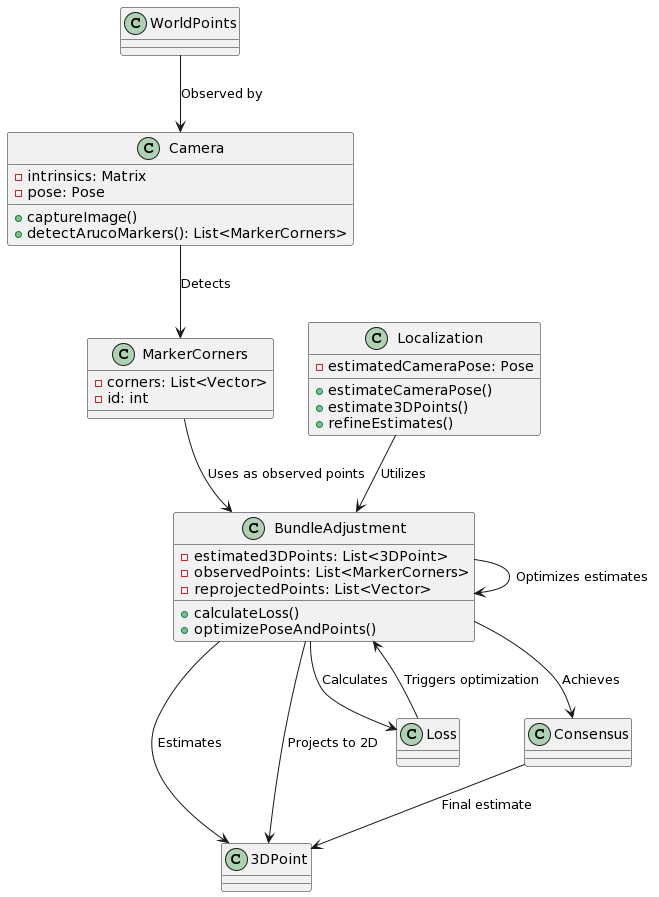 C WorldPoints
Observed by
C Camera
intrinsics: Matrix
pose: Pose
captureImage()
detectArucoMarkers(): List<MarkerCorners>
Detects
C MarkerCorners
corners: List<Vector>
id: int
C Localization
estimatedCameraPose: Pose
estimateCameraPose()
estimate3DPoints()
refineEstimates()
Uses as observed points
Utilizes
C BundleAdjustment
estimated3DPoints: List<3DPoint>
observedPoints: List<MarkerCorners>
reprojectedPoints: List<Vector>
calculateLoss()
optimizePoseAndPoints()
Optimizes estimates
Calculates
Triggers optimization
Achieves
Estimates
Projects to 2D
C Loss
C Consensus
Final estimate
C 3DPoint